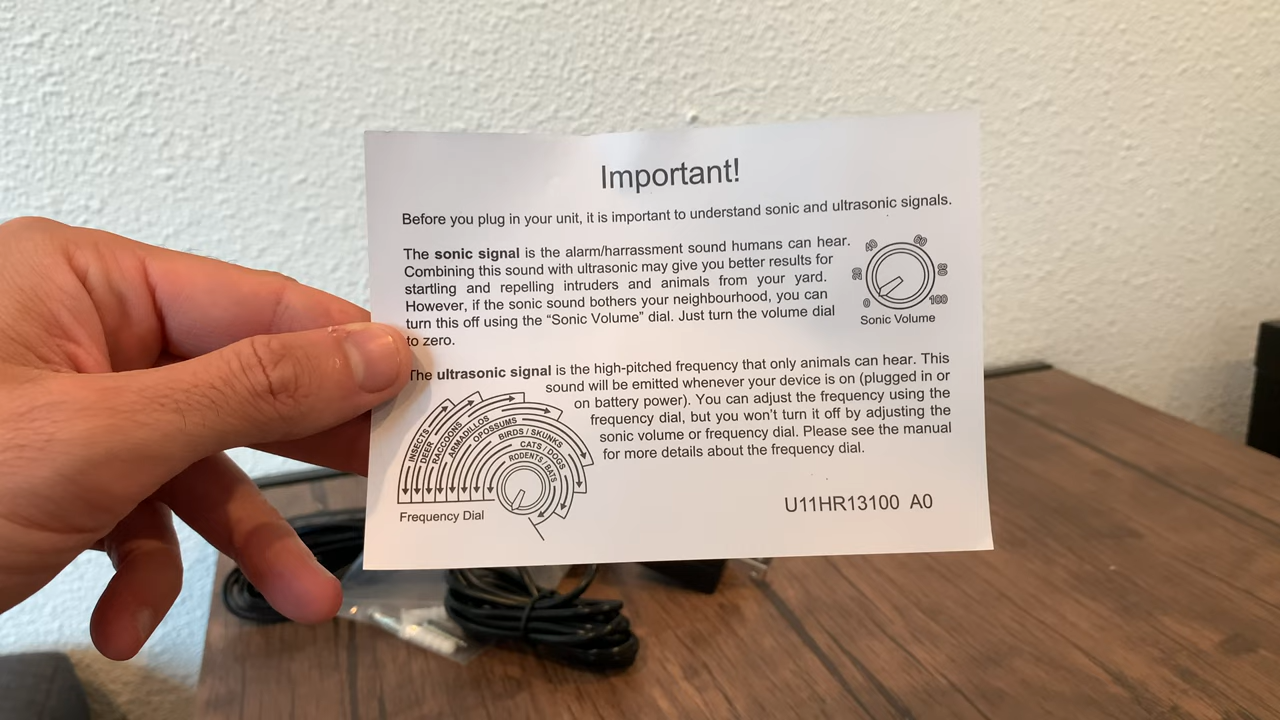 Important!
Before you plug in your unit, it is important to understand sonic and ultrasonic signals.
The sonic signal is the alarm/harrassment sound humans can hear.
Combining this sound with ultrasonic may give you better results for
startling and repelling intruders and animals from your yard.
However, if the sonic sound bothers your neighbourhood, you can
turn this off using the “Sonic Volume” dial. Just turn the volume dial
to zero.
0
20
40
60
80
100
Sonic Volume
The ultrasonic signal is the high-pitched frequency that only animals can hear. This
sound will be emitted whenever your device is on (plugged in or
on battery power). You can adjust the frequency using the
frequency dial, but you won't turn it off by adjusting the
sonic volume or frequency dial. Please see the manual
for more details about the frequency dial.
INSECTS
DEER
RACCOONS
ARMADILLOS
OPOSSUMS
BIRDS / SKUNKS
CATS / DOGS
RODENTS / BATS
Frequency Dial
U11HR13100 A0